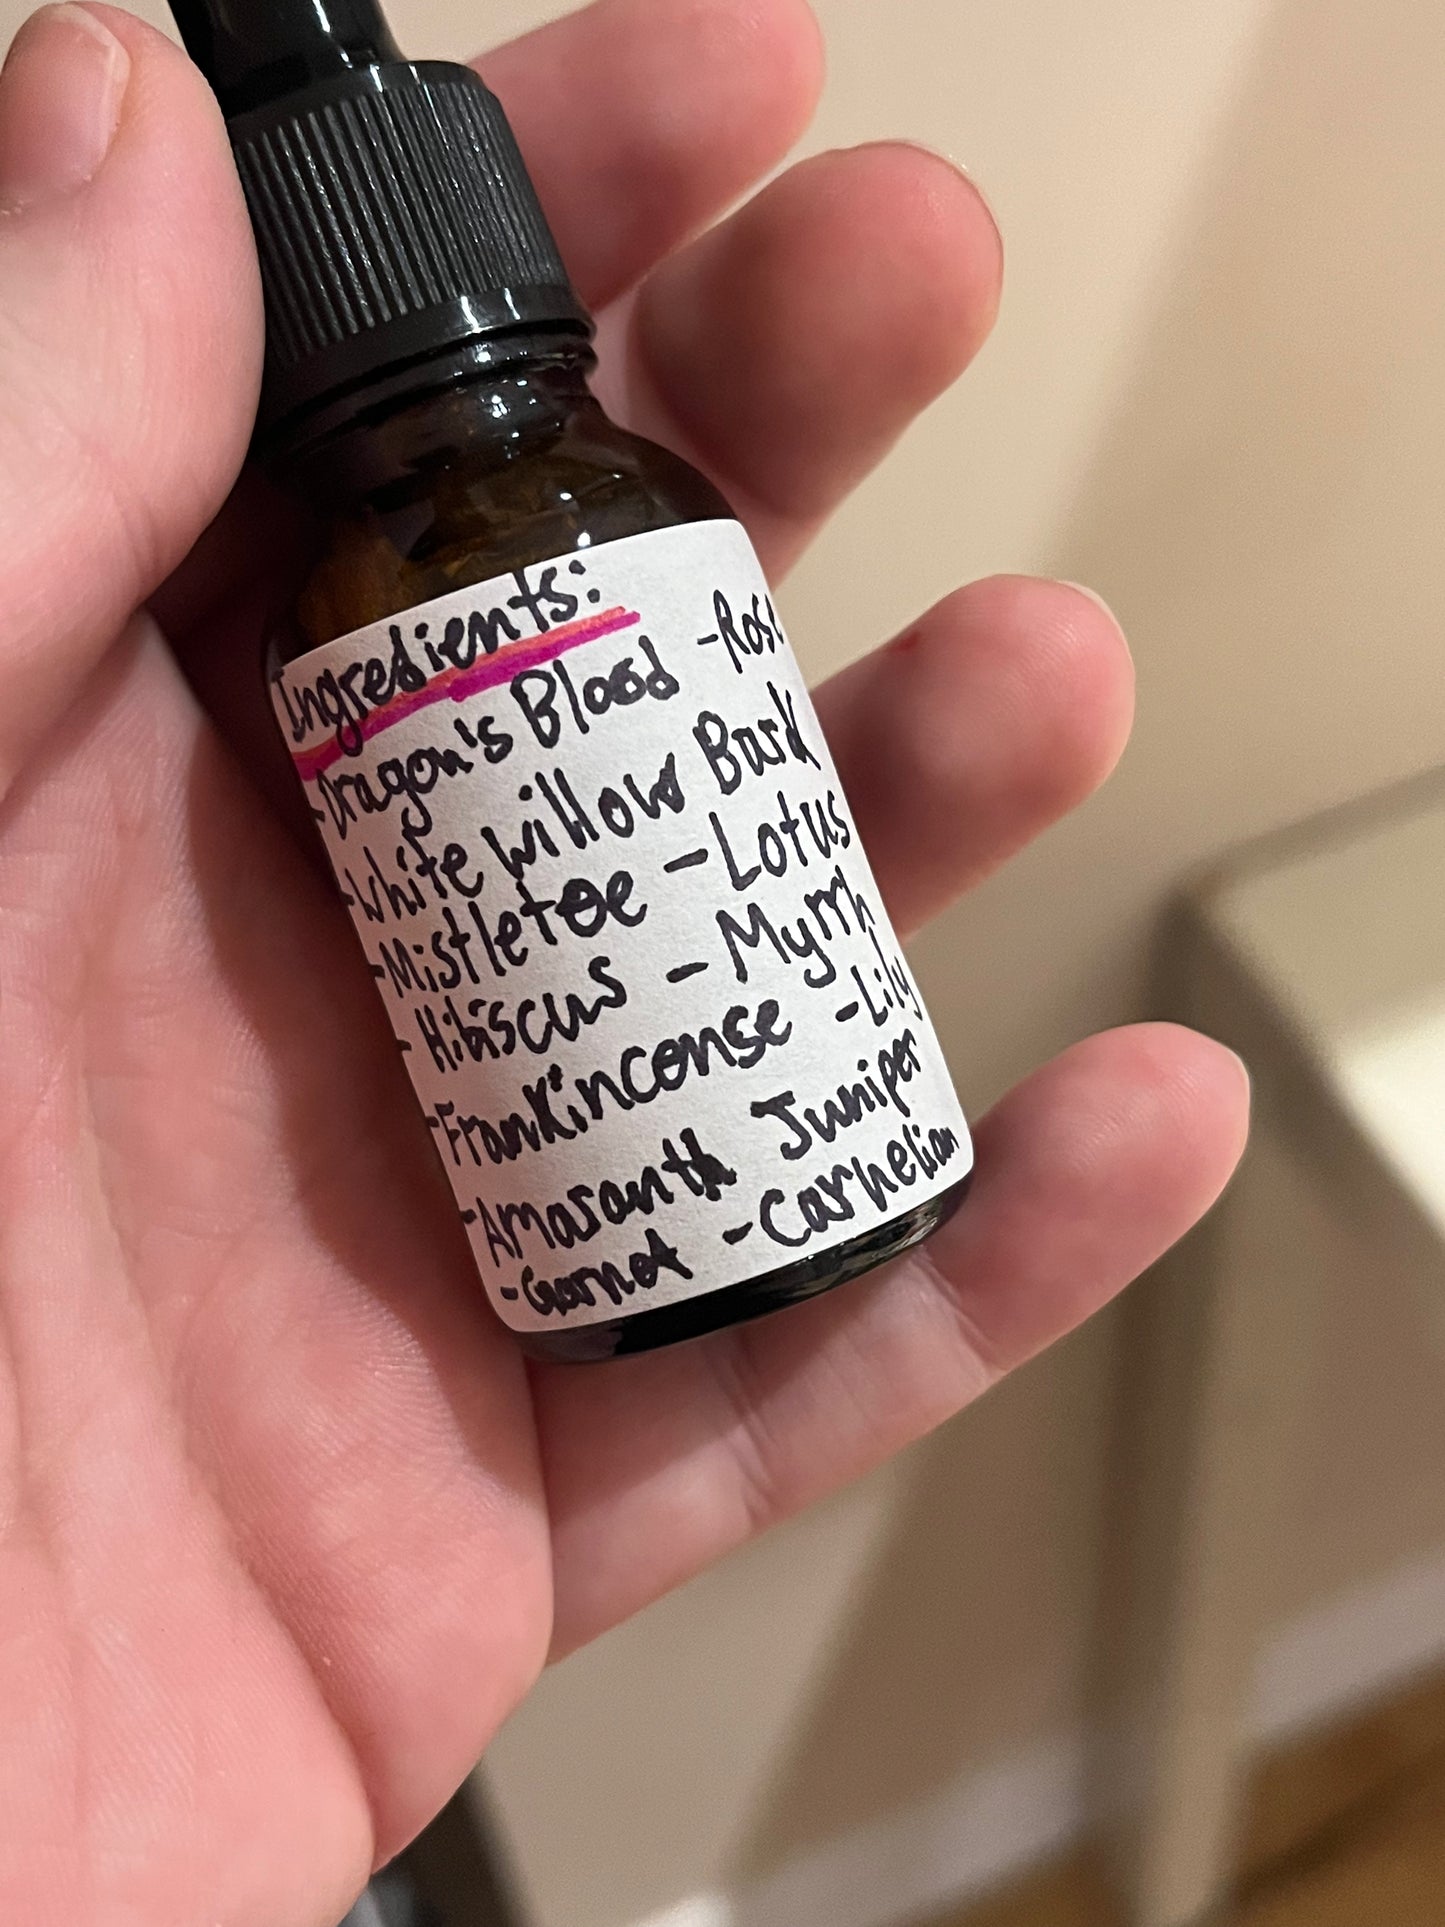 Ingredients:
-Dragon's Blood -Rose
-White Willow Bark
-Mistletoe -Lotus
-Hibiscus -Myrrh
-Frankincense -Lily
-Amaranth Juniper
-Garnet -Carnelian